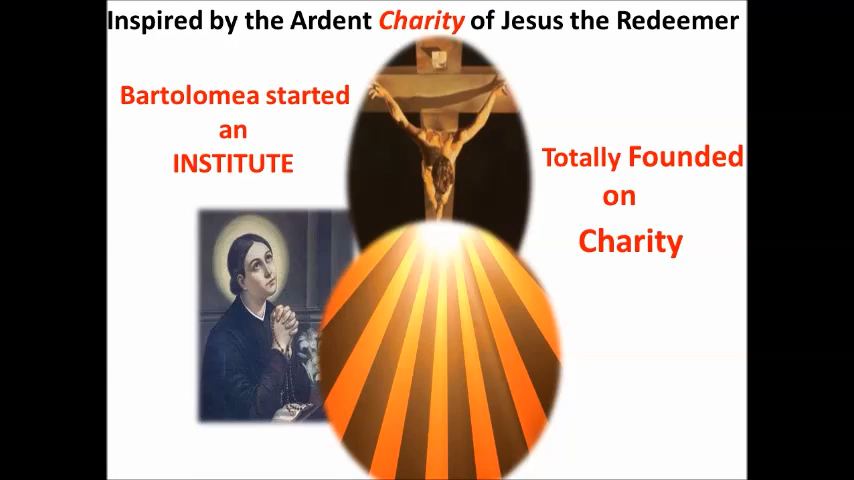 Inspired by the Ardent Charity of Jesus the Redeemer
Bartolomea started
an
INSTITUTE
Totally Founded
on
Charity